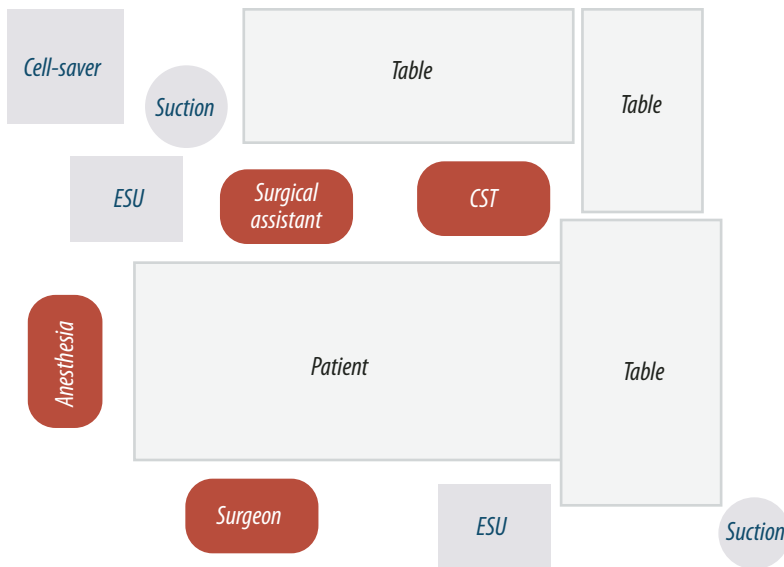 Cell-saver
Suction
Table
Table
ESU
Surgical
assistant
CST
Anesthesia
Patient
Table
Surgeon
ESU
Suction